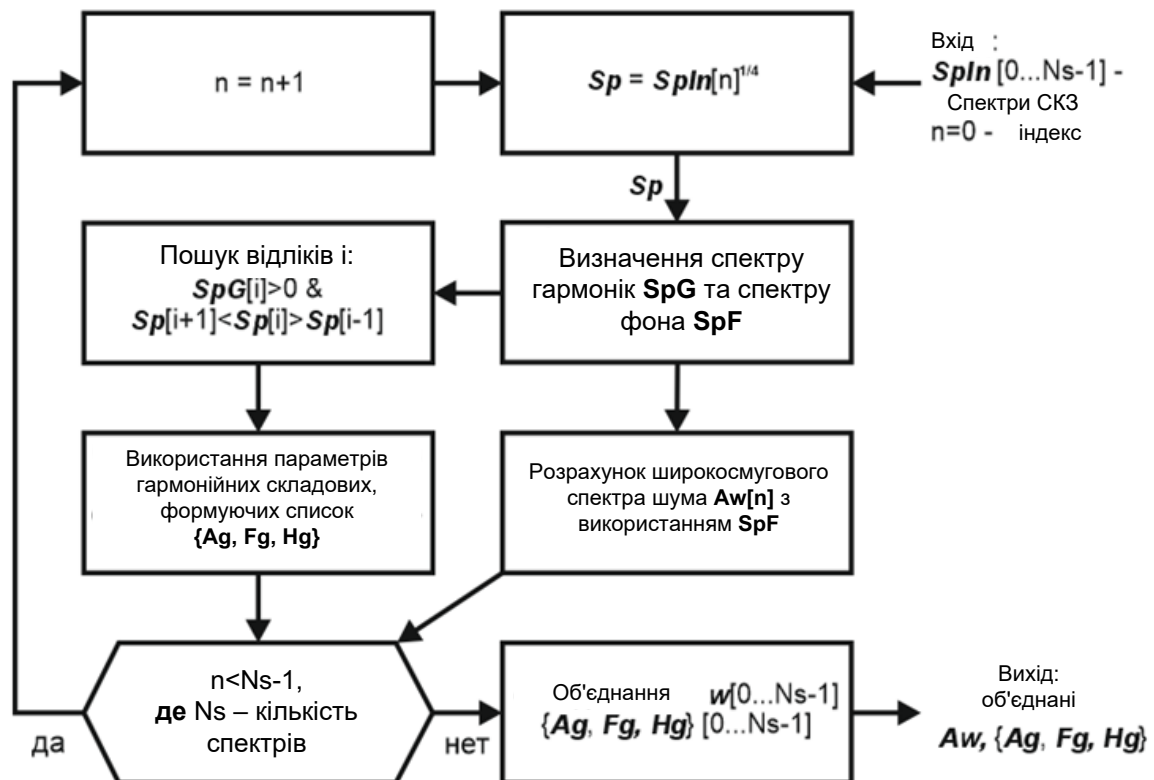 n = n+1
Sp = SpIn[n]^1/4
Вхід :
SpIn [0...Ns-1] -
Спектри СКЗ
n=0 - індекс
Sp
Пошук відліків і:
SpG[i]>0 &
Sp[i+1]<Sp[i]>Sp[i-1]
Визначення спектру
гармонік SpG та спектру
фона SpF
Використання параметрів
гармонійних складових,
формуючих список
{Ag, Fg, Hg}
Розрахунок широкосмугового
спектра шума Aw[n] з
використанням SpF
n<Ns-1,
де Ns – кількість
спектрів
да
нет
Об'єднання w[0...Ns-1]
{Ag, Fg, Hg} [0...Ns-1]
Вихід:
об'єднані
Aw, {Ag, Fg, Hg}